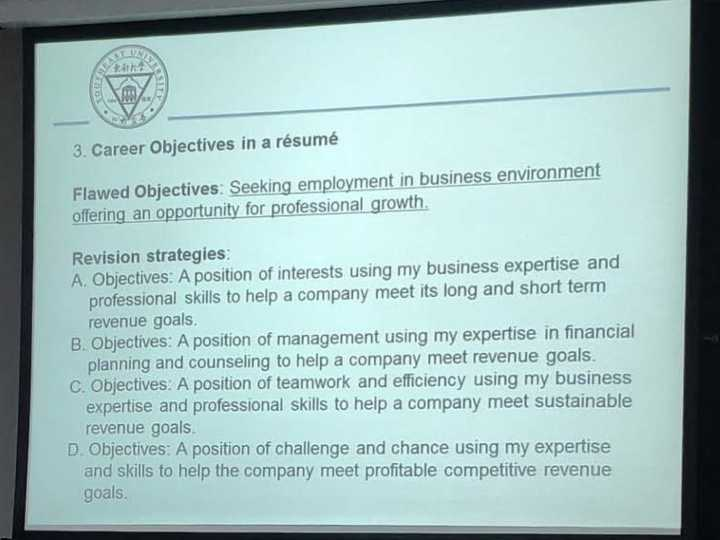 SOUTHEAST UNIVERSITY
3. Career Objectives in a résumé
Flawed Objectives: Seeking employment in business environment
offering an opportunity for professional growth.
Revision strategies:
A. Objectives: A position of interests using my business expertise and
professional skills to help a company meet its long and short term
revenue goals.
B. Objectives: A position of management using my expertise in financial
planning and counseling to help a company meet revenue goals.
C. Objectives: A position of teamwork and efficiency using my business
expertise and professional skills to help a company meet sustainable
revenue goals.
D. Objectives: A position of challenge and chance using my expertise
and skills to help the company meet profitable competitive revenue
goals.